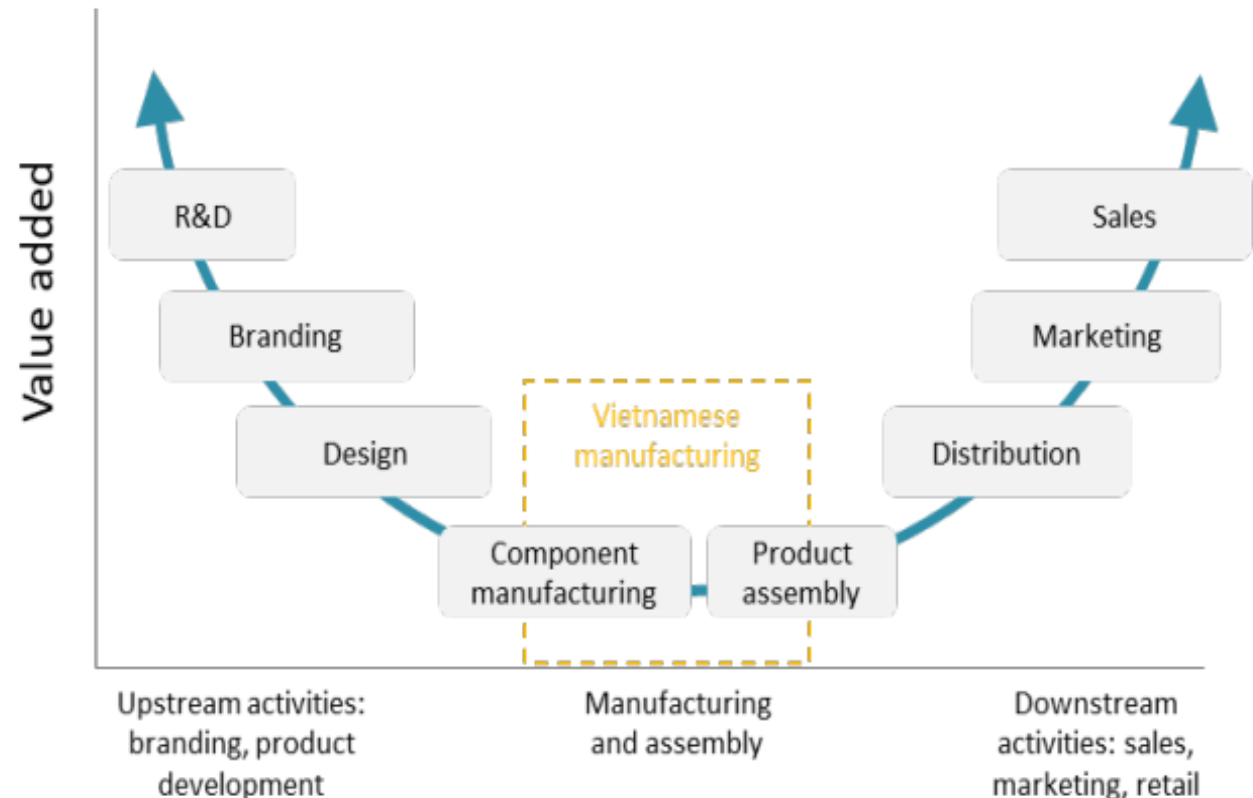 Value added
R&D
Sales
Branding
Marketing
Vietnamese
manufacturing
Design
Distribution
Component
manufacturing
Product
assembly
Upstream activities:
branding, product
development
Manufacturing
and assembly
Downstream
activities: sales,
marketing, retail